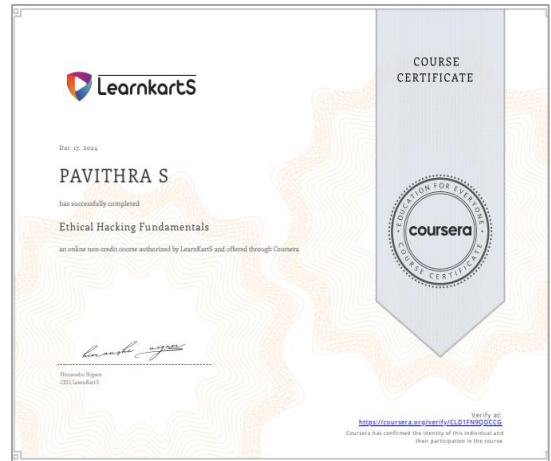 LearnkartS
COURSE
CERTIFICATE
Dec 17, 2024
PAVITHRA S
has successfully completed
Ethical Hacking Fundamentals
an online non-credit course authorized by LearnKartS and offered through Coursera
EDUCATION FOR EVERYONE
coursera
COURSE CERTIFICATE
Himanshu Nigam
CEO, LearnKartS
Verify at:
https://coursera.org/verify/CLD1FN9QDCCG
Coursera has confirmed the identity of this individual and
their participation in the course.